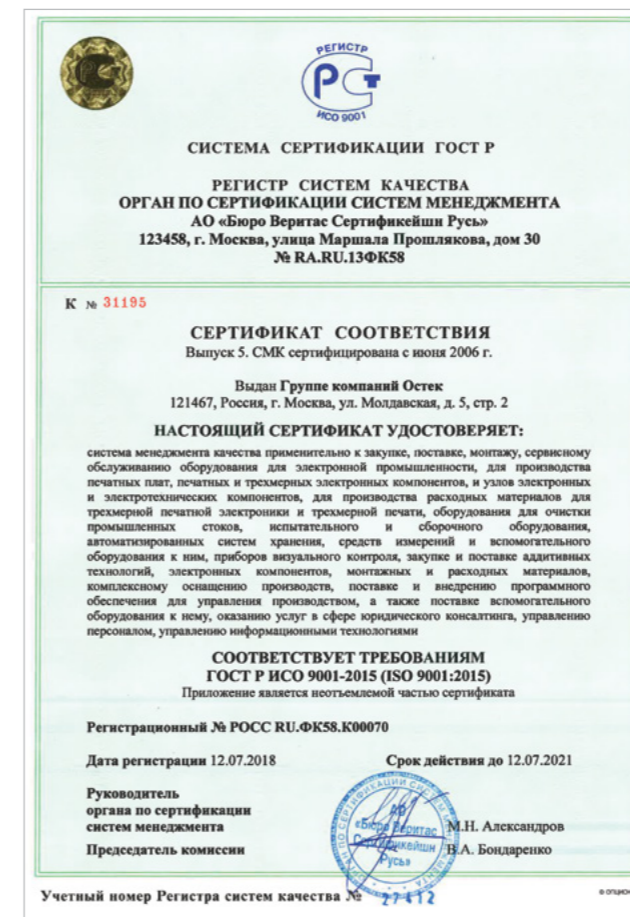 РЕГИСТР
РСТ
ИСО 9001
СИСТЕМА СЕРТИФИКАЦИИ ГОСТ Р
РЕГИСТР СИСТЕМ КАЧЕСТВА
ОРГАН ПО СЕРТИФИКАЦИИ СИСТЕМ МЕНЕДЖМЕНТА
АО «Бюро Веритас Сертификейшн Русь»
123458, г. Москва, улица Маршала Прошлякова, дом 30
№ RA.RU.13ФК58
К № 31195
СЕРТИФИКАТ СООТВЕТСТВИЯ
Выпуск 5. СМК сертифицирована с июня 2006 г.
Выдан Группе компаний Остек
121467, Россия, г. Москва, ул. Молдавская, д. 5, стр. 2
НАСТОЯЩИЙ СЕРТИФИКАТ УДОСТОВЕРЯЕТ:
система менеджмента качества применительно к закупке, поставке, монтажу, сервисному
обслуживанию оборудования для электронной промышленности, для производства
печатных плат, печатных и трехмерных электронных компонентов, и узлов электронных
и электротехнических компонентов, для производства расходных материалов для
трехмерной печатной электроники и трехмерной печати, оборудования для очистки
промышленных стоков, испытательного и сборочного оборудования,
автоматизированных систем хранения, средств измерений и вспомогательного
оборудования к ним, приборов визуального контроля, закупке и поставке аддитивных
технологий, электронных компонентов, монтажных и расходных материалов,
комплексному оснащению производств, поставке и внедрению программного
обеспечения для управления производством, а также поставке вспомогательного
оборудования к нему, оказанию услуг в сфере юридического консалтинга, управлению
персоналом, управлению информационными технологиями
СООТВЕТСТВУЕТ ТРЕБОВАНИЯМ
ГОСТ Р ИСО 9001-2015 (ISO 9001:2015)
Приложение является неотъемлемой частью сертификата
Регистрационный № РОСС RU.ФК58.К00070
Дата регистрации 12.07.2018 Срок действия до 12.07.2021
Руководитель
органа по сертификации
систем менеджмента М.Н. Александров
Председатель комиссии В.А. Бондаренко
АО
«Бюро Веритас
Сертификейшн
Русь»
Учетный номер Регистра систем качества № 27412